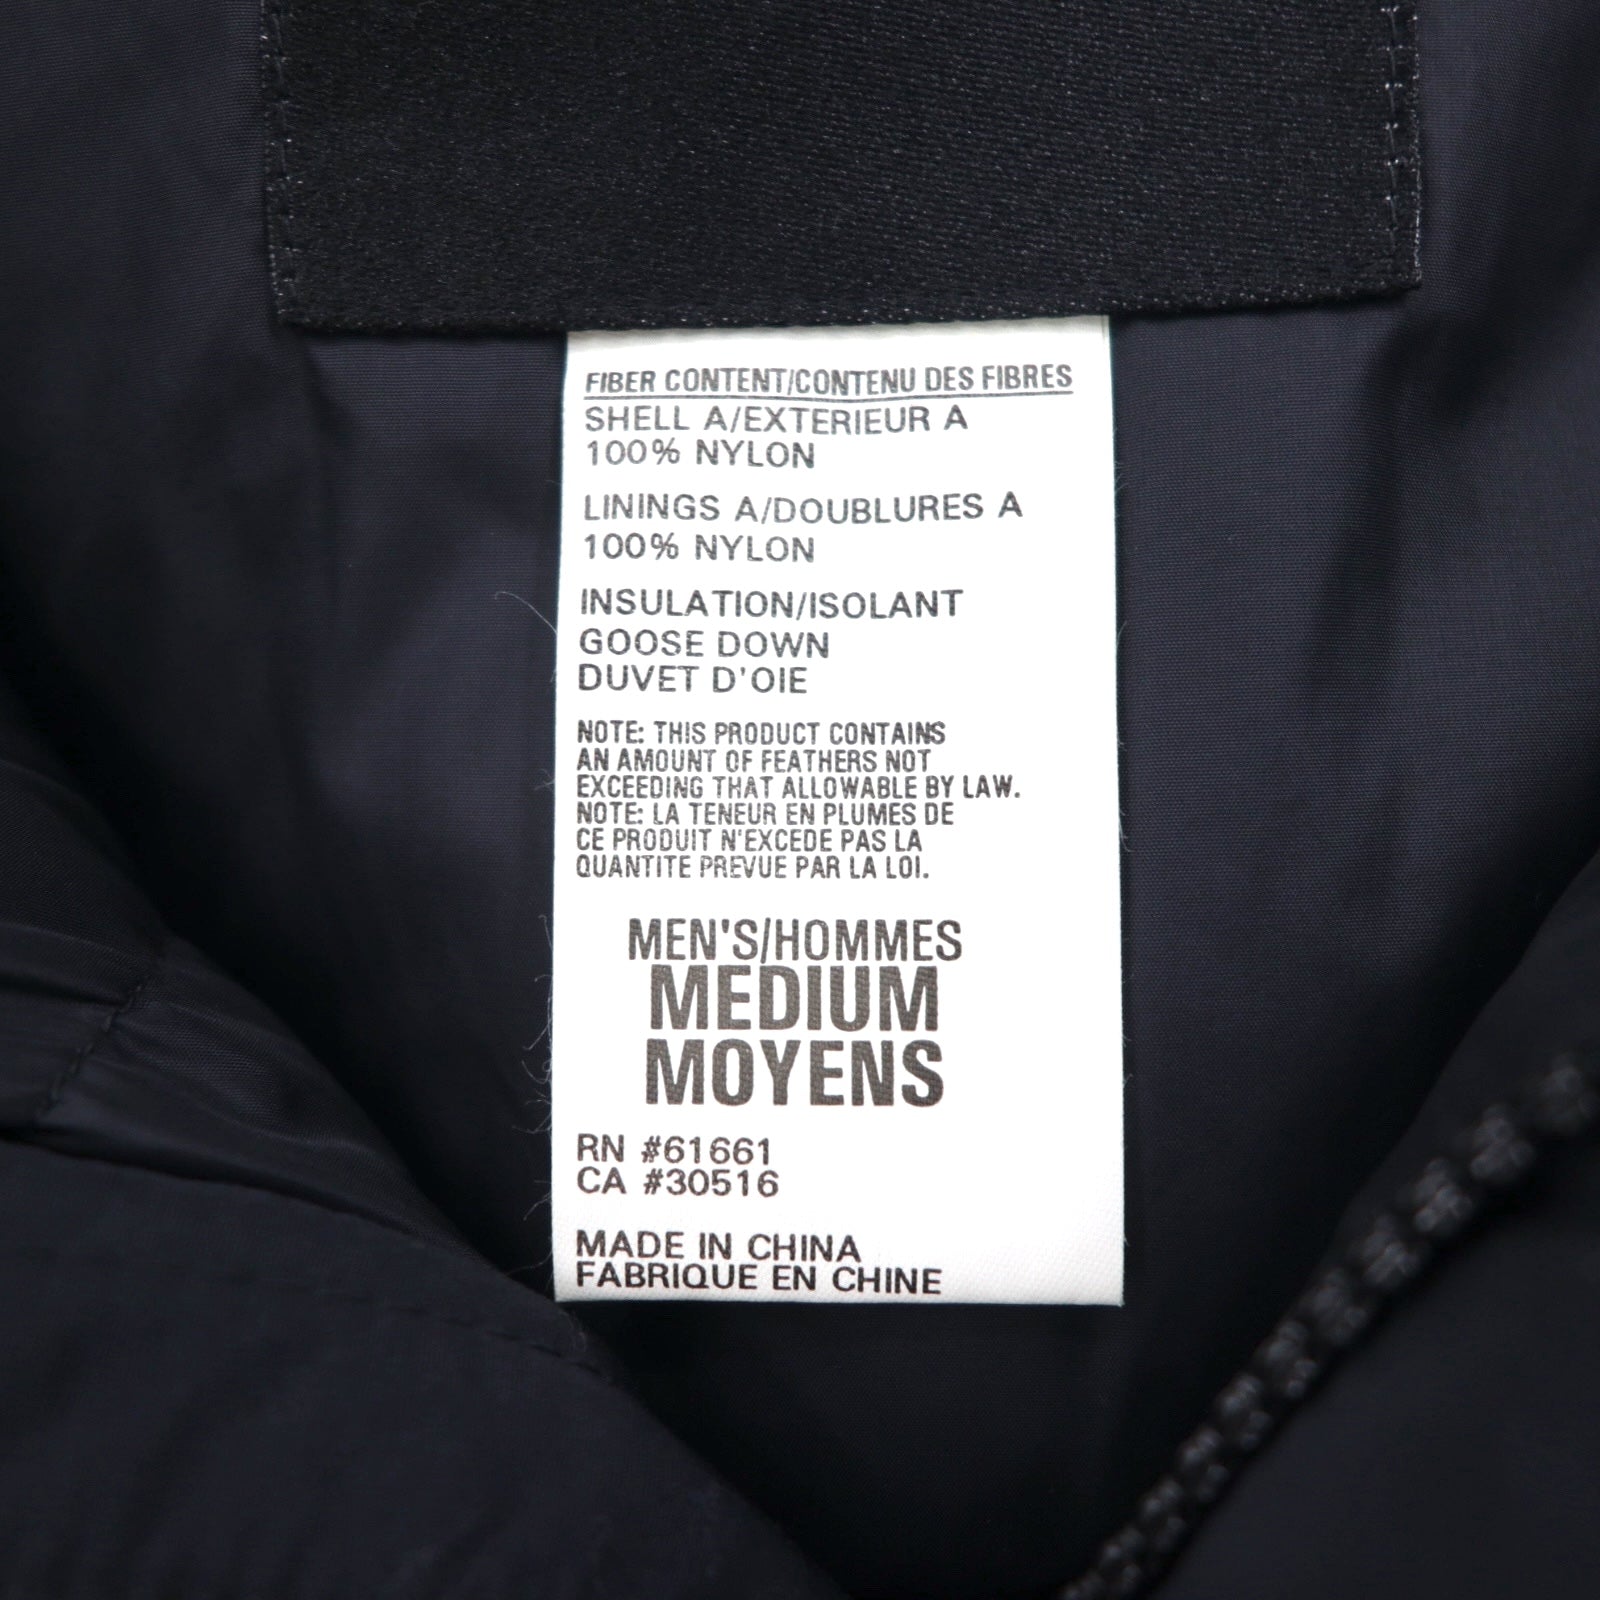 FIBER CONTENT/CONTENU DES FIBRES
SHELL A/EXTERIEUR A
100% NYLON
LININGS A/DOUBLURES A
100% NYLON
INSULATION/ISOLANT
GOOSE DOWN
DUVET D'OIE
NOTE: THIS PRODUCT CONTAINS
AN AMOUNT OF FEATHERS NOT
EXCEEDING THAT ALLOWABLE BY LAW.
NOTE: LA TENEUR EN PLUMES DE
CE PRODUIT N'EXCEDE PAS LA
QUANTITE PREVUE PAR LA LOI.
MEN'S/HOMMES
MEDIUM
MOYENS
RN #61661
CA #30516
MADE IN CHINA
FABRIQUE EN CHINE